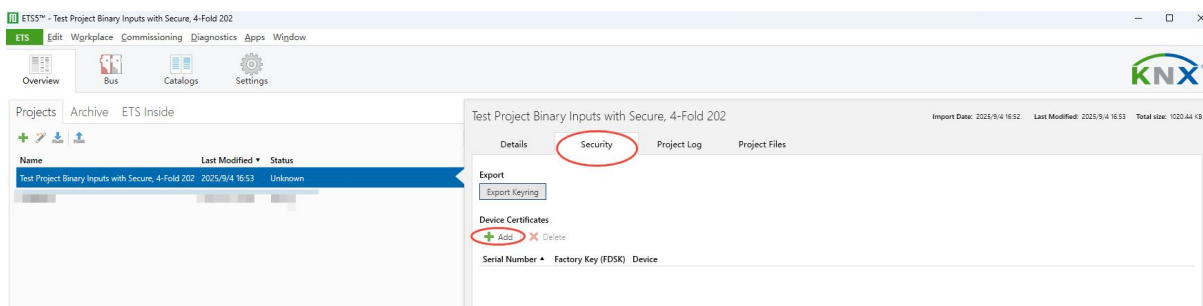 ETS5™ - Test Project Binary Inputs with Secure, 4-Fold 202
ETS Edit Workplace Commissioning Diagnostics Apps Window
Overview Bus Catalogs Settings
KNX
Projects Archive ETS Inside
Name Last Modified Status
Test Project Binary Inputs with Secure, 4-Fold 202 2025/9/4 16:53 Unknown
Test Project Binary Inputs with Secure, 4-Fold 202
Import Date: 2025/9/4 16:52 Last Modified: 2025/9/4 16:53 Total size: 1020.44 KB
Details Security Project Log Project Files
Export
Export Keyring
Device Certificates
Add Delete
Serial Number Factory Key (FDSK) Device